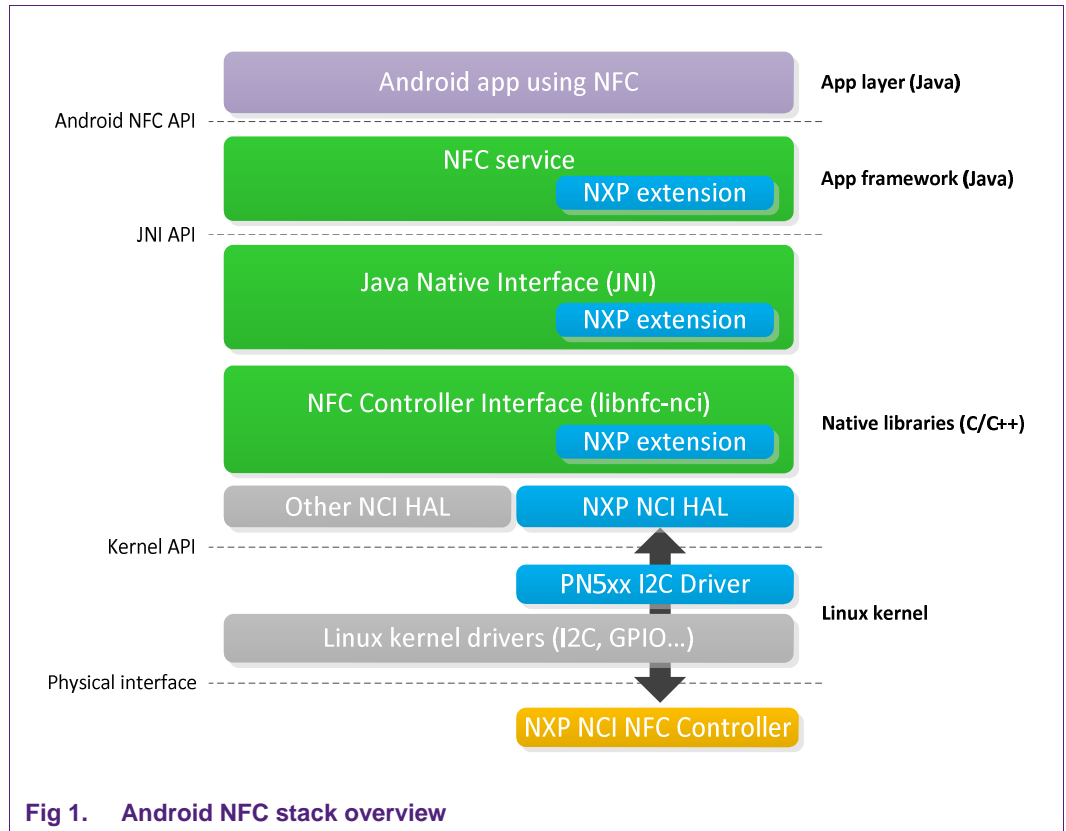 Android app using NFC
App layer (Java)
Android NFC API
NFC service
NXP extension
App framework (Java)
JNI API
Java Native Interface (JNI)
NXP extension
NFC Controller Interface (libnfc-nci)
NXP extension
Native libraries (C/C++)
Other NCI HAL
NXP NCI HAL
Kernel API
PN5xx I2C Driver
Linux kernel
Linux kernel drivers (I2C, GPIO...)
Physical interface
NXP NCI NFC Controller
Fig 1. Android NFC stack overview